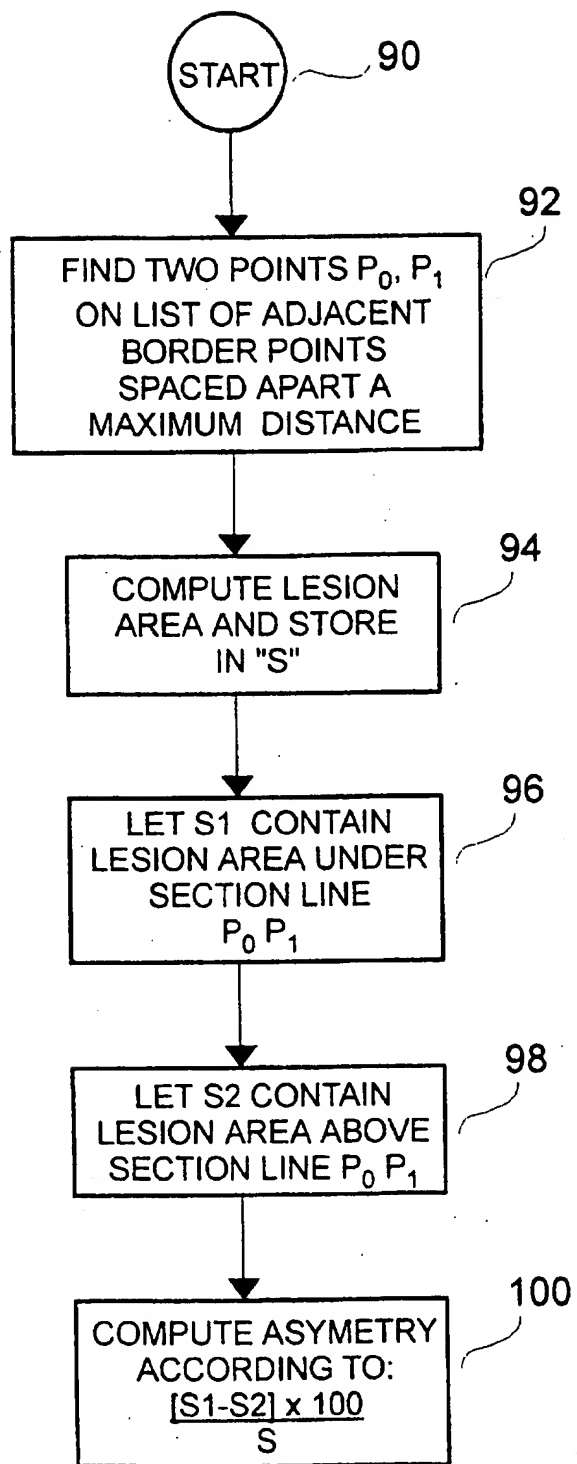 START
90
92
FIND TWO POINTS P0, P1
ON LIST OF ADJACENT
BORDER POINTS
SPACED APART A
MAXIMUM DISTANCE
94
COMPUTE LESION
AREA AND STORE
IN "S"
96
LET S1 CONTAIN
LESION AREA UNDER
SECTION LINE
P0 P1
98
LET S2 CONTAIN
LESION AREA ABOVE
SECTION LINE P0 P1
100
COMPUTE ASYMETRY
ACCORDING TO:
[S1-S2] x 100
S